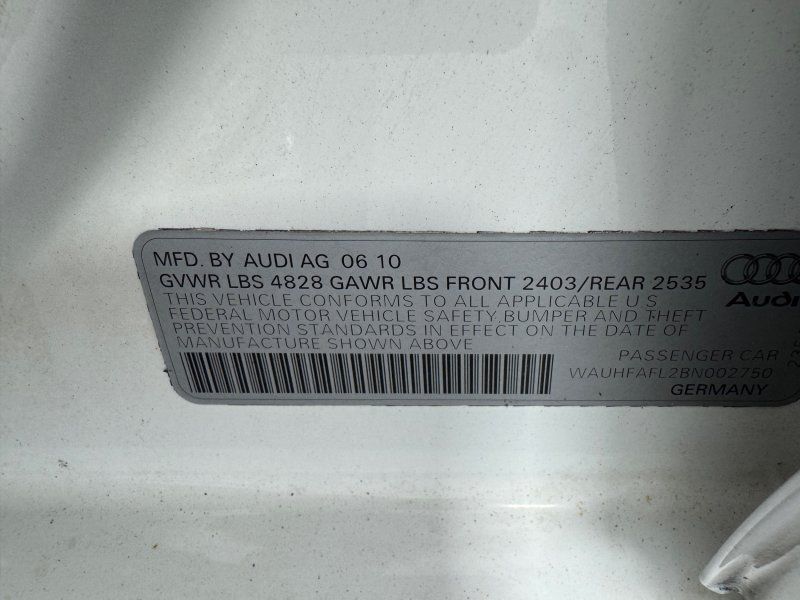 MFD. BY AUDI AG 06 10
GVWR LBS 4828 GAWR LBS FRONT 2403/REAR 2535
THIS VEHICLE CONFORMS TO ALL APPLICABLE U S
FEDERAL MOTOR VEHICLE SAFETY, BUMPER AND THEFT
PREVENTION STANDARDS IN EFFECT ON THE DATE OF
MANUFACTURE SHOWN ABOVE
Audi
PASSENGER CAR
WAUHFAFL2BN002750
GERMANY